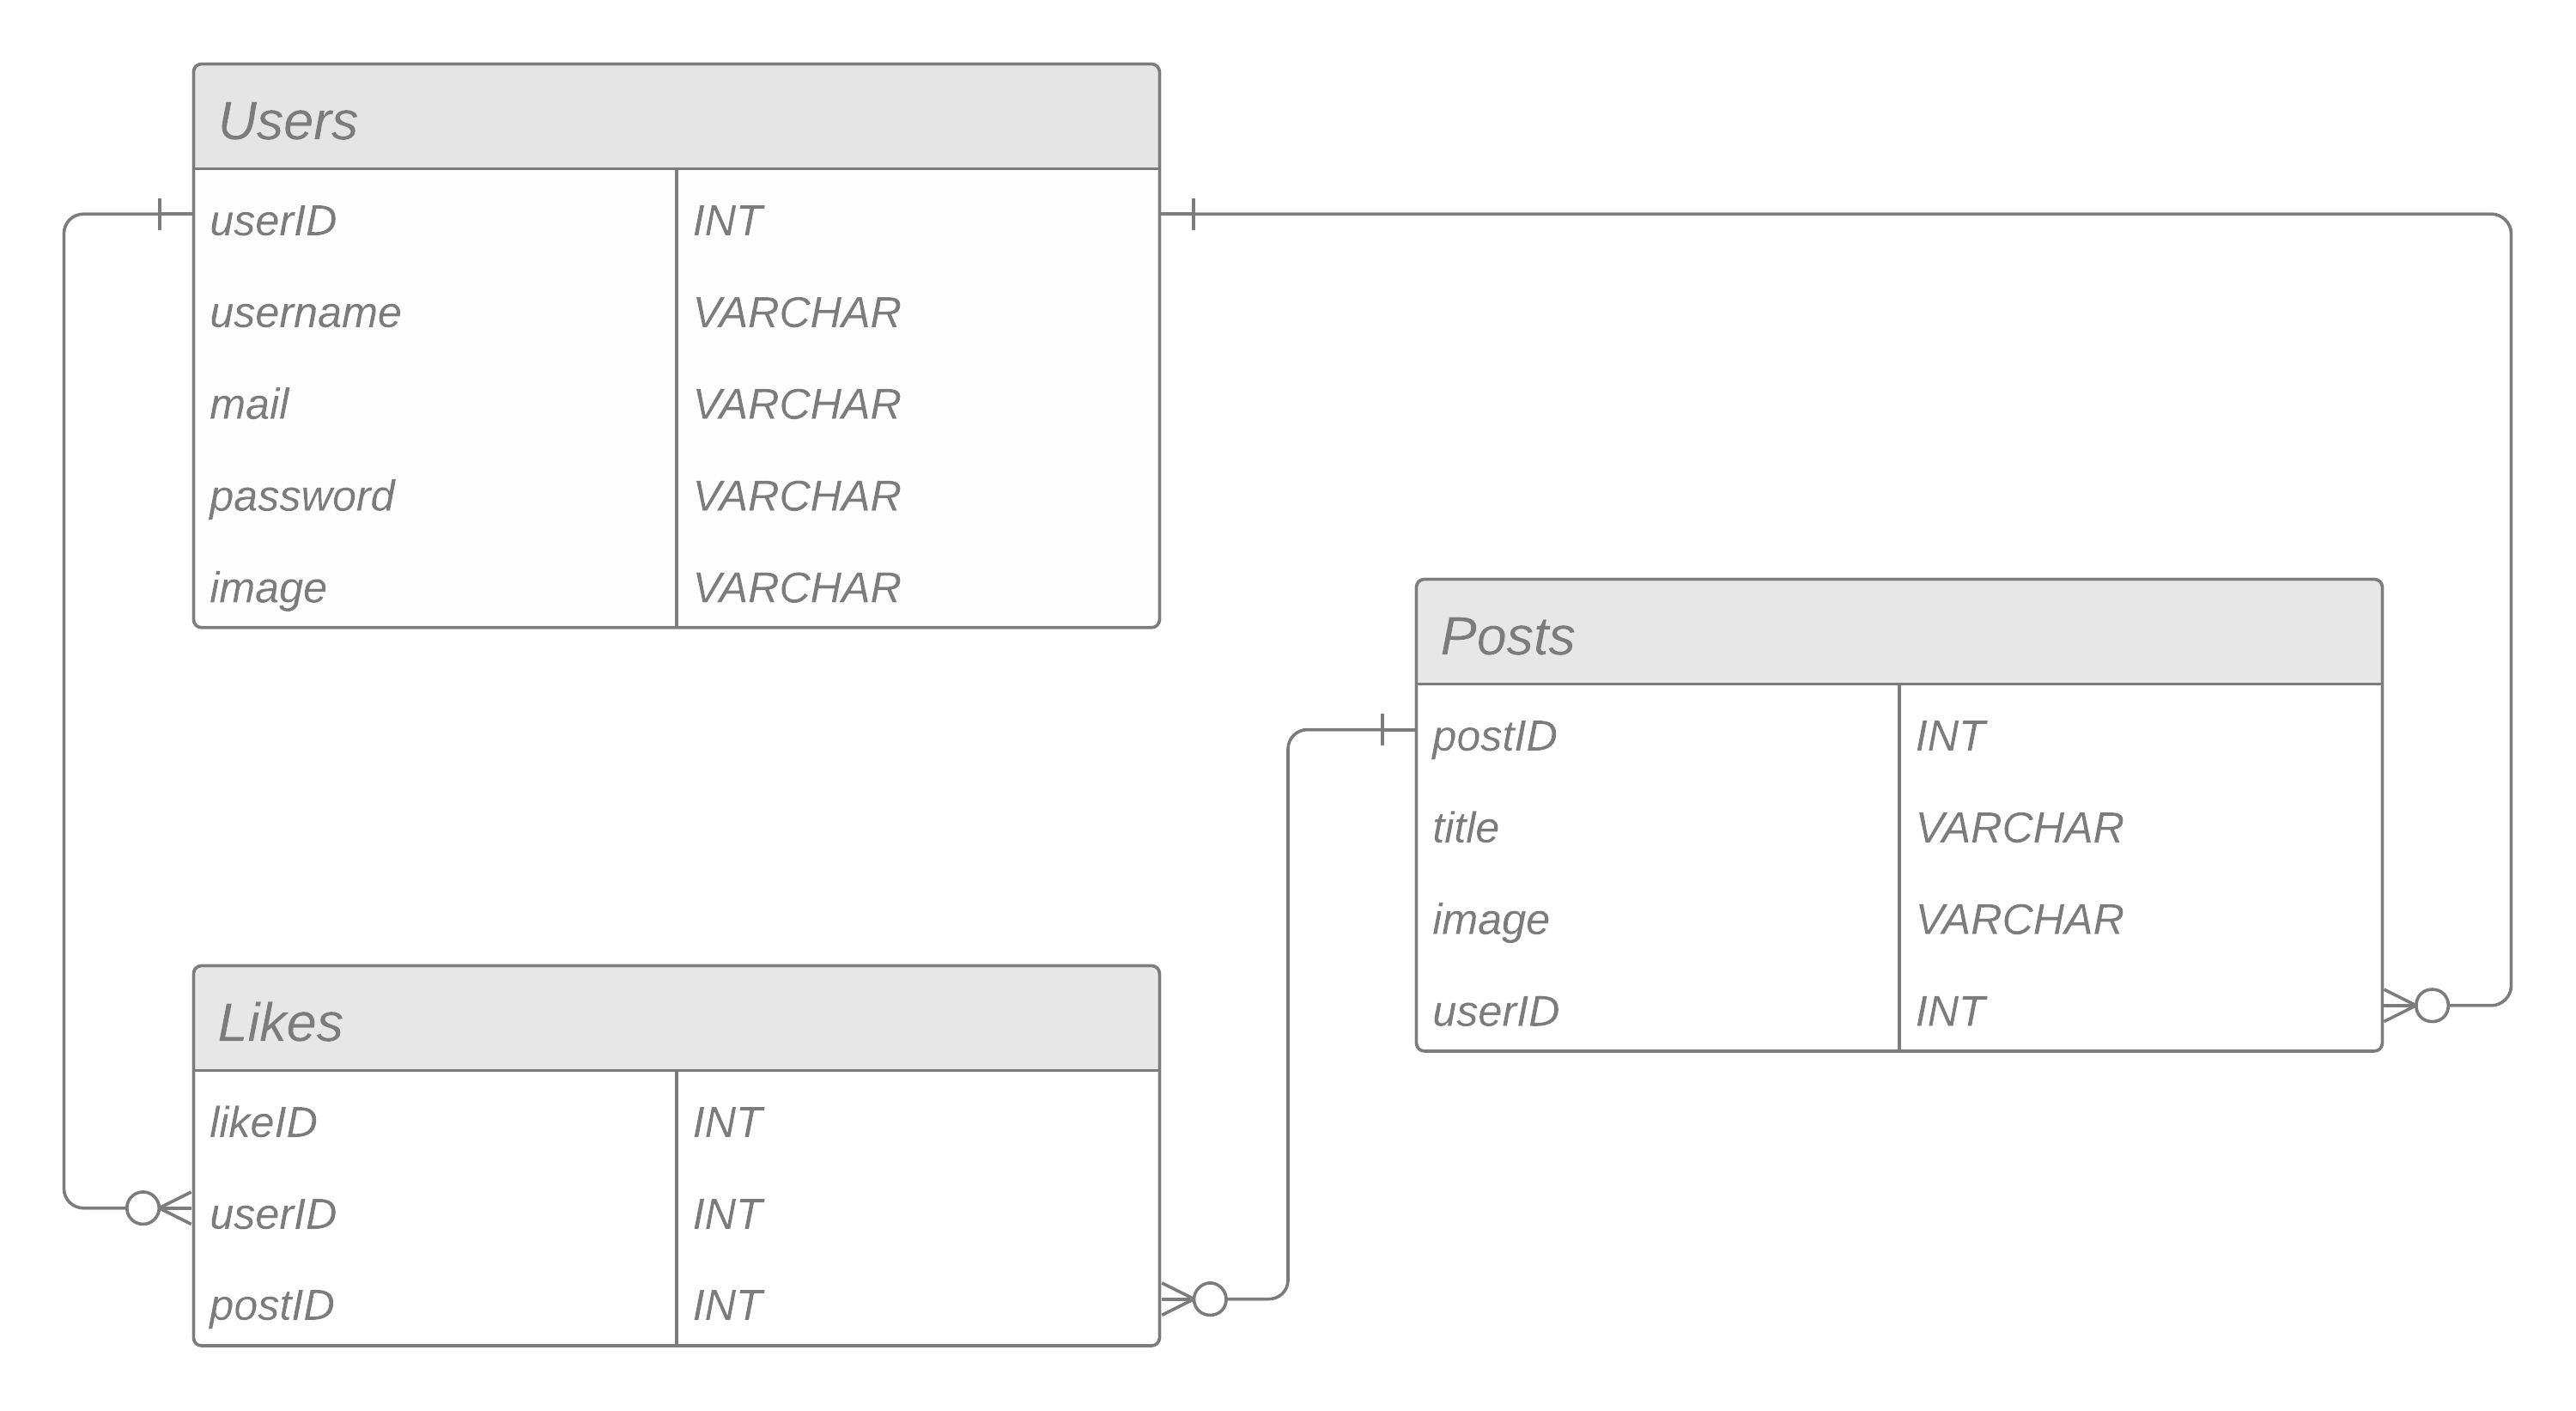 Users
userID INT
username VARCHAR
mail VARCHAR
password VARCHAR
image VARCHAR
Posts
postID INT
title VARCHAR
image VARCHAR
userID INT
Likes
likeID INT
userID INT
postID INT